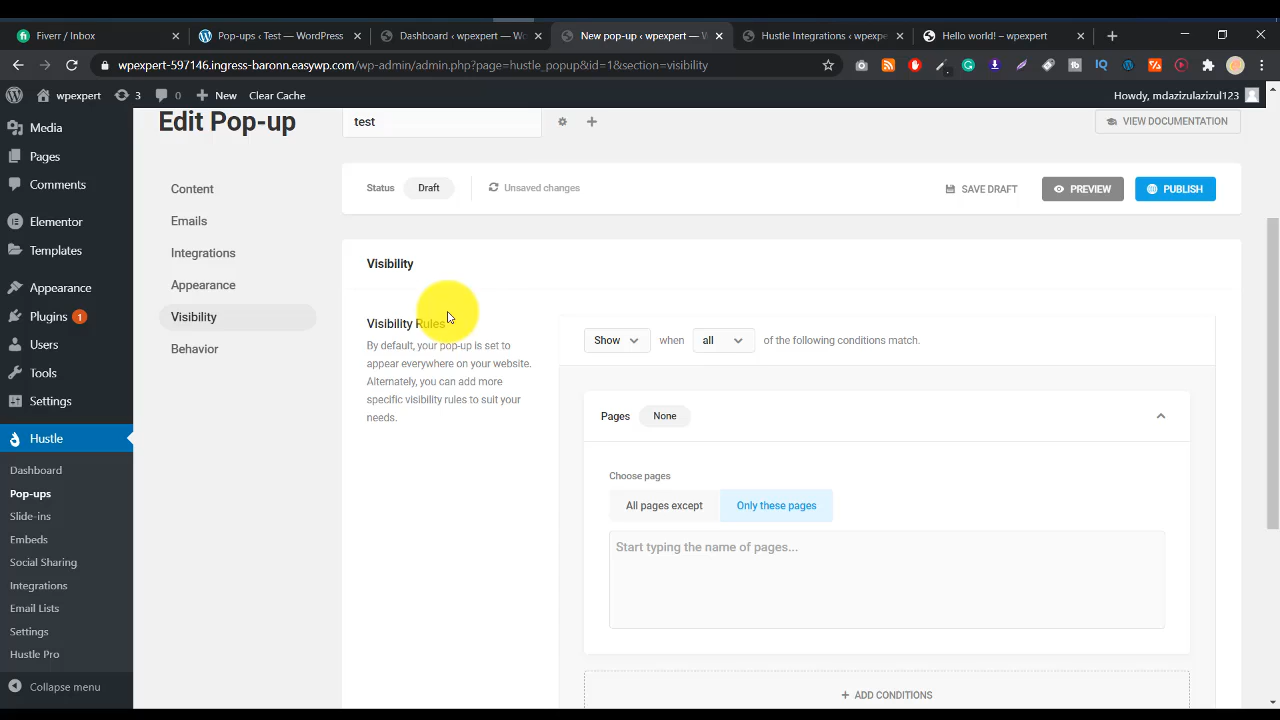 Fiverr / Inbox
Pop-ups ‹ Test — WordPress
Dashboard ‹ wpexpert — Wo
New pop-up ‹ wpexpert — W
Hustle Integrations ‹ wpexpe
Hello world! – wpexpert
wpexpert-597146.ingress-baronn.easywp.com/wp-admin/admin.php?page=hustle_popup&id=1&section=visibility
wpexpert
3
0
New
Clear Cache
Howdy, mdazizulazizul123
Media
Pages
Comments
Elementor
Templates
Appearance
Plugins 1
Users
Tools
Settings
Hustle
Dashboard
Pop-ups
Slide-ins
Embeds
Social Sharing
Integrations
Email Lists
Settings
Hustle Pro
Collapse menu
Edit Pop-up
test
VIEW DOCUMENTATION
Content
Emails
Integrations
Appearance
Visibility
Behavior
Status
Draft
Unsaved changes
SAVE DRAFT
PREVIEW
PUBLISH
Visibility
Visibility Rules
By default, your pop-up is set to
appear everywhere on your website.
Alternately, you can add more
specific visibility rules to suit your
needs.
Show when all of the following conditions match.
Pages None
Choose pages
All pages except
Only these pages
Start typing the name of pages...
+ ADD CONDITIONS